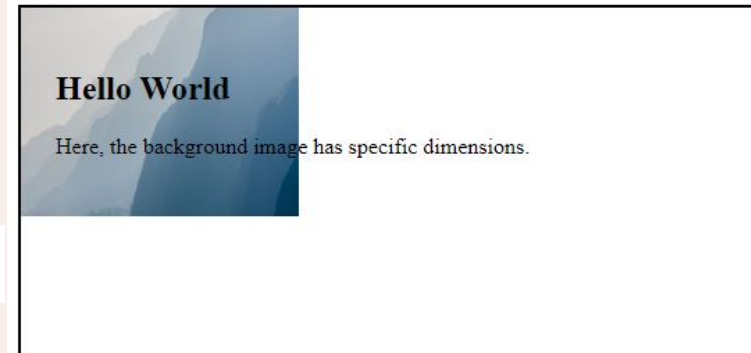 Hello World
Here, the background image has specific dimensions.